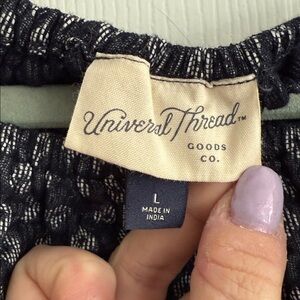 Universal Thread™
GOODS
CO.
L
MADE IN
INDIA